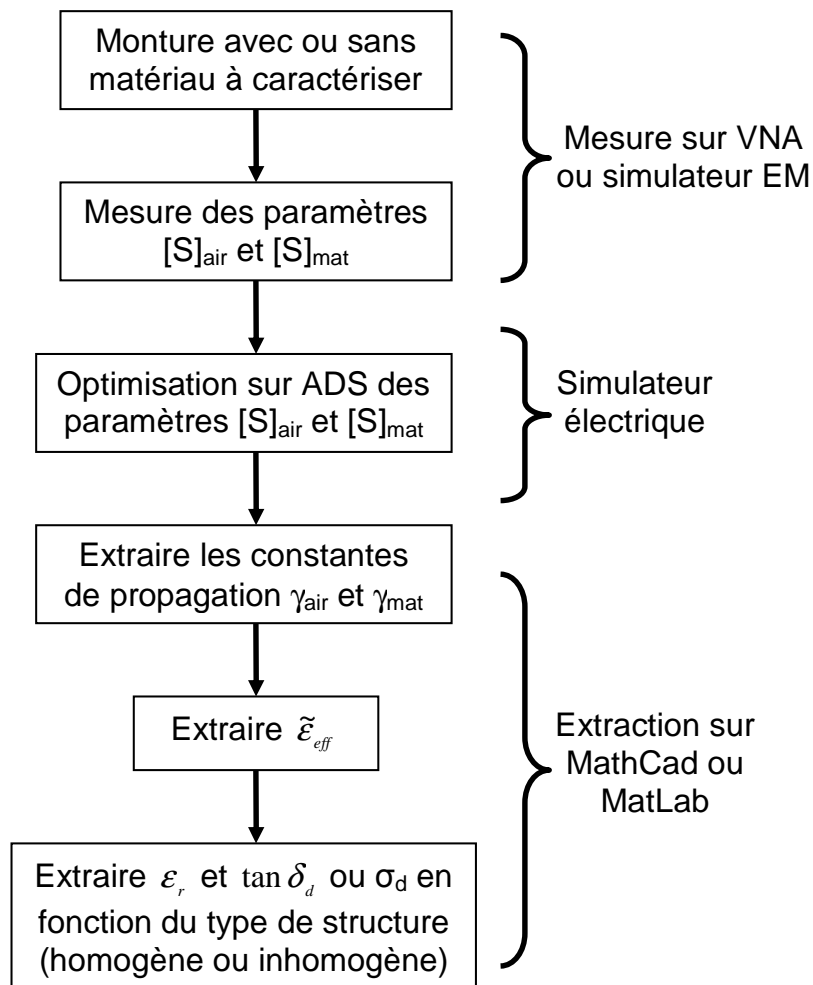 Monture avec ou sans
matériau à caractériser
Mesure des paramètres
[S]air et [S]mat
Mesure sur VNA
ou simulateur EM
Optimisation sur ADS des
paramètres [S]air et [S]mat
Simulateur
électrique
Extraire les constantes
de propagation γair et γmat
Extraire ε̃eff
Extraire εr et tan δd ou σd en
fonction du type de structure
(homogène ou inhomogène)
Extraction sur
MathCad ou
MatLab